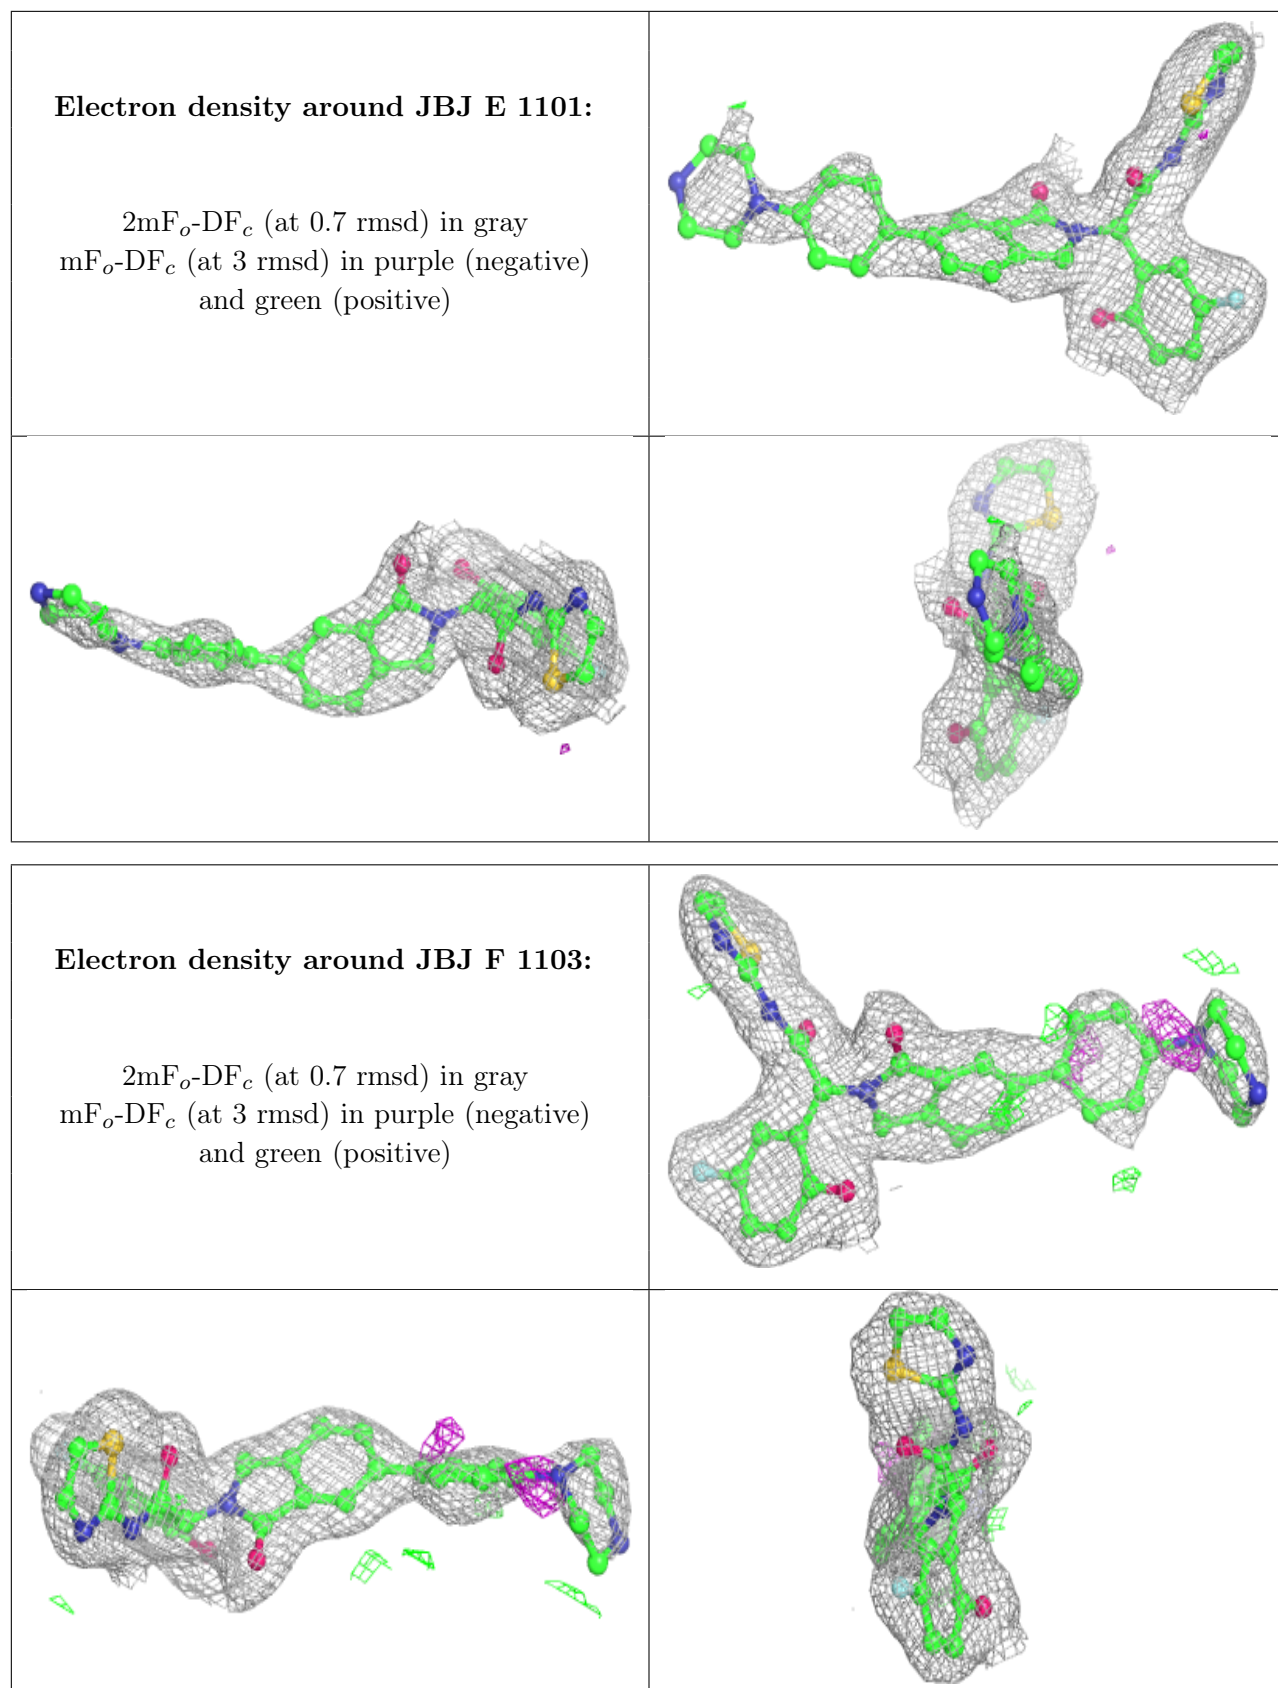 Electron density around JBJ E 1101:
2mFo-DFc (at 0.7 rmsd) in gray
mFo-DFc (at 3 rmsd) in purple (negative)
and green (positive)
Electron density around JBJ F 1103:
2mFo-DFc (at 0.7 rmsd) in gray
mFo-DFc (at 3 rmsd) in purple (negative)
and green (positive)